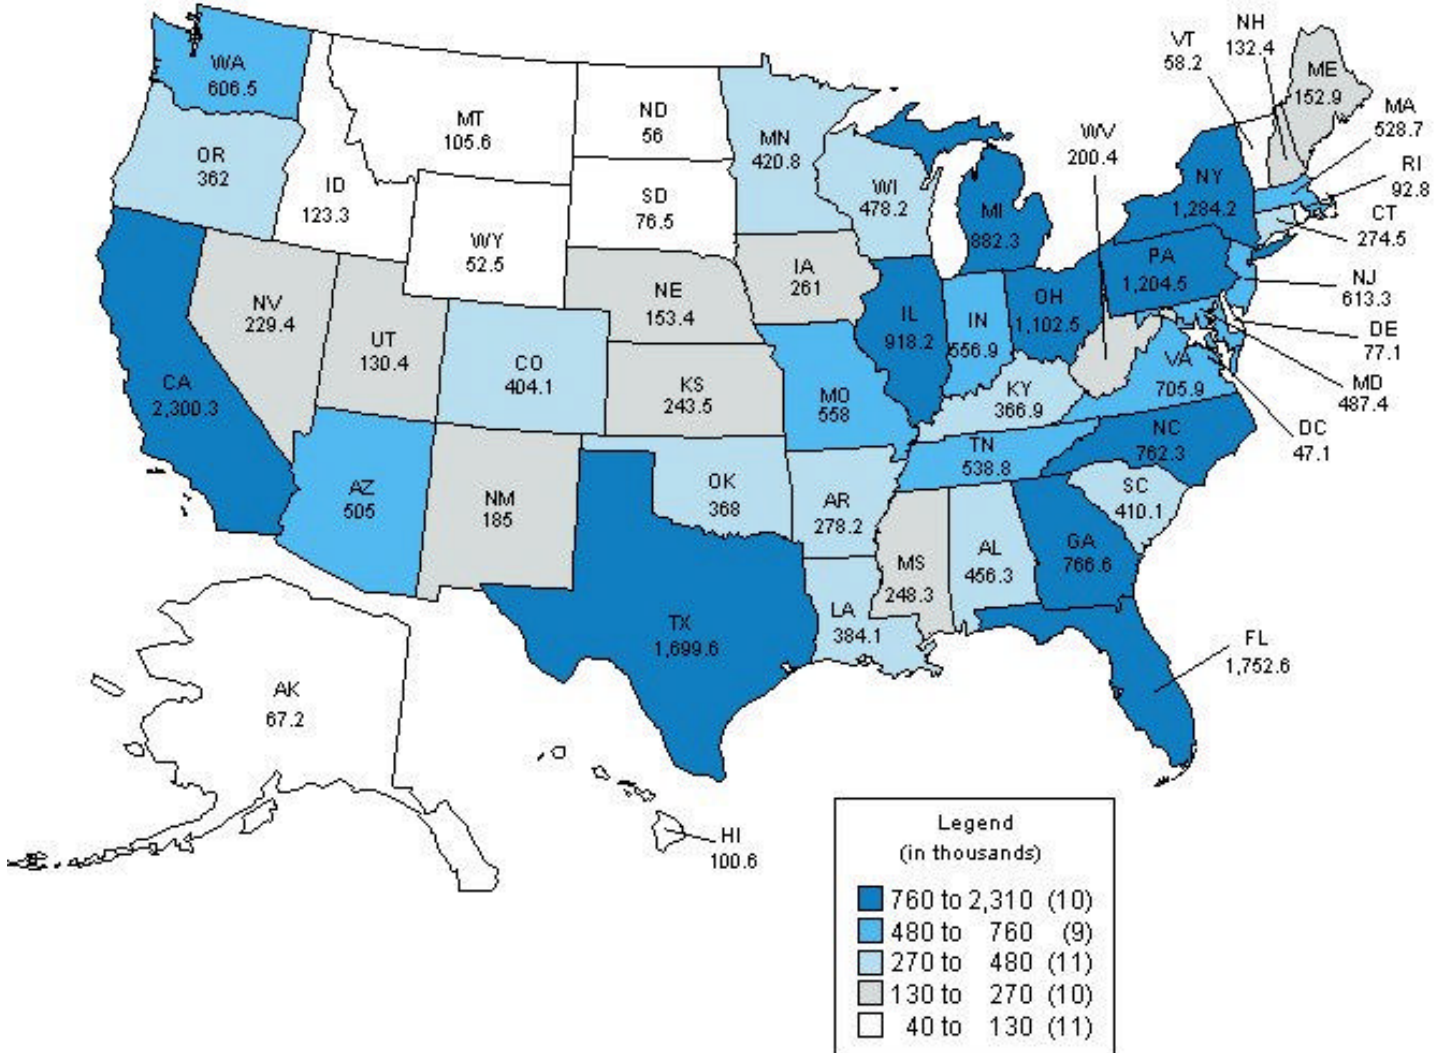 WA
606.5
OR
362
CA
2,300.3
NV
229.4
ID
123.3
MT
105.6
WY
52.5
UT
130.4
AZ
505
CO
404.1
NM
185
ND
56
SD
76.5
NE
153.4
KS
243.5
OK
368
TX
1,699.6
MN
420.8
IA
261
MO
558
AR
278.2
LA
384.1
WI
478.2
IL
918.2
MI
882.3
IN
556.9
OH
1,102.5
KY
366.9
TN
538.8
MS
248.3
AL
456.3
GA
766.6
FL
1,752.6
SC
410.1
NC
762.3
VA
705.9
WV
200.4
PA
1,204.5
NY
1,284.2
VT
58.2
NH
132.4
ME
152.9
MA
528.7
RI
92.8
CT
274.5
NJ
613.3
DE
77.1
MD
487.4
DC
47.1
AK
67.2
HI
100.6
Legend
(in thousands)
760 to 2,310 (10)
480 to 760 (9)
270 to 480 (11)
130 to 270 (10)
40 to 130 (11)